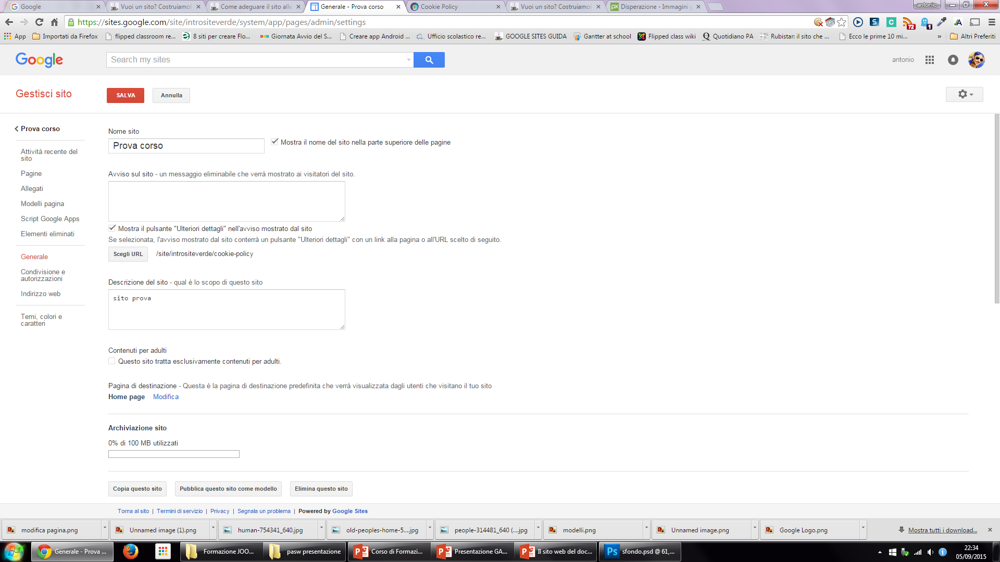 Google
Vuoi un sito? Costruiamol
Come adeguare il sito alle
Generale - Prova corso
Cookie Policy
Vuoi un sito? Costruiamol
Disperazione - Immagini g
antonio
https://sites.google.com/site/introsĩteverde/system/app/pages/admin/settings
72
1
App
Importati da Firefox
flipped classroom re...
8 siti per creare Flo...
Giornata Avvio del S...
Creare app Android ...
Ufficio scolastico re...
GOOGLE SITES GUIDA
Gantter at school
Flipped class wiki
Quotidiano PA
Rubistar: il sito che ...
Ecco le prime 10 mi...
»
Altri Preferiti
Google
Search my sites
antonio
Gestisci sito
SALVA
Annulla
Prova corso
Attività recente del
sito
Pagine
Allegati
Modelli pagina
Script Google Apps
Elementi eliminati
Generale
Condivisione e
autorizzazioni
Indirizzo web
Temi, colori e
caratteri
Nome sito
Prova corso
Mostra il nome del sito nella parte superiore delle pagine
Avviso sul sito - un messaggio eliminabile che verrà mostrato ai visitatori del sito.
Mostra il pulsante "Ulteriori dettagli" nell'avviso mostrato dal sito
Se selezionata, l'avviso mostrato dal sito conterrà un pulsante "Ulteriori dettagli" con un link alla pagina o all'URL scelto di seguito.
Scegli URL
/site/introsĩteverde/cookie-policy
Descrizione del sito - qual è lo scopo di questo sito
sito prova
Contenuti per adulti
Questo sito tratta esclusivamente contenuti per adulti.
Pagina di destinazione - Questa è la pagina di destinazione predefinita che verrà visualizzata dagli utenti che visitano il tuo sito
Home page Modifica
Archiviazione sito
0% di 100 MB utilizzati
Copia questo sito
Pubblica questo sito come modello
Elimina questo sito
Torna al sito | Termini di servizio | Privacy | Segnala un problema | Powered by Google Sites
modifica pagina.png
Unnamed image (1).png
human-754341_640.jpg
old-peoples-home-5....jpg
people-314481_640 (....jpg
modelli.png
Unnamed image.png
Google Logo.png
Mostra tutti i download...
Generale - Prova ...
Formazione JOO...
pasw presentazione
Corso di Formazi...
Presentazione GA...
Il sito web del doc...
sfondo.psd @ 61,...
22:34
05/09/2015